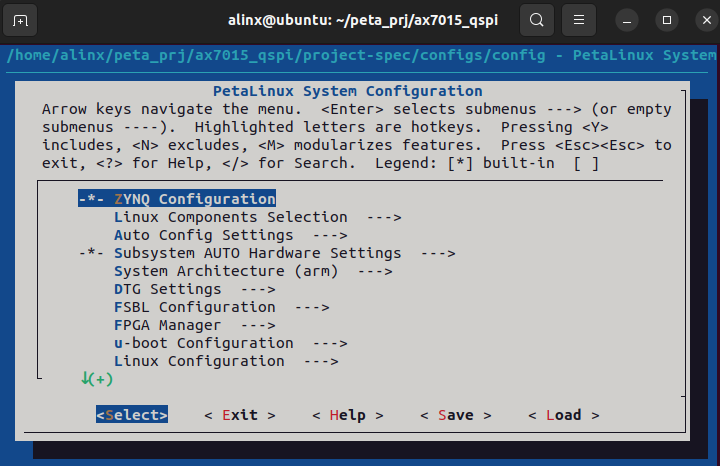 alinx@ubuntu: ~/peta_prj/ax7015_qspi
/home/alinx/peta_prj/ax7015_qspi/project-spec/configs/config - PetaLinux System
PetaLinux System Configuration
Arrow keys navigate the menu. <Enter> selects submenus ---> (or empty
submenus ----). Highlighted letters are hotkeys. Pressing <Y>
includes, <N> excludes, <M> modularizes features. Press <Esc><Esc> to
exit, <?> for Help, </> for Search. Legend: [*] built-in [ ]
-*- ZYNQ Configuration
Linux Components Selection --->
Auto Config Settings --->
-*- Subsystem AUTO Hardware Settings --->
System Architecture (arm) --->
DTG Settings --->
FSBL Configuration --->
FPGA Manager --->
u-boot Configuration --->
Linux Configuration --->
↓(+)
<Select> < Exit > < Help > < Save > < Load >